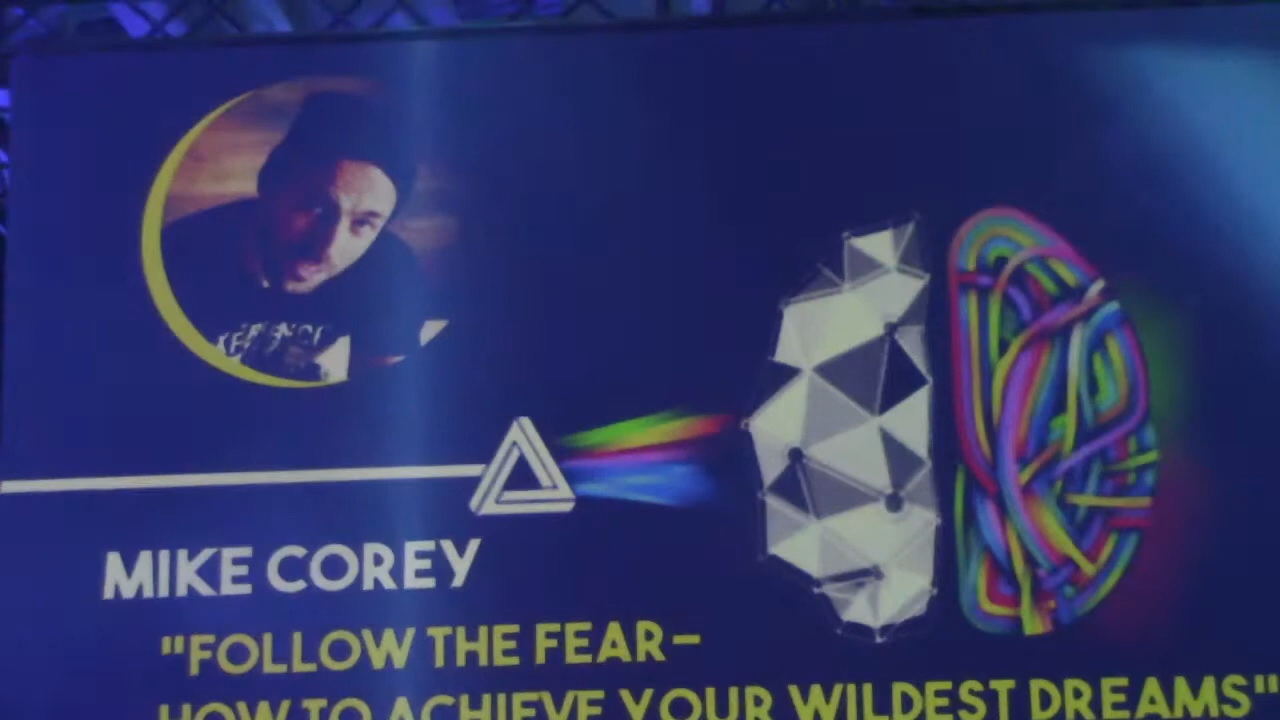 MIKE COREY
"FOLLOW THE FEAR–
HOW TO ACHIEVE YOUR WILDEST DREAMS"